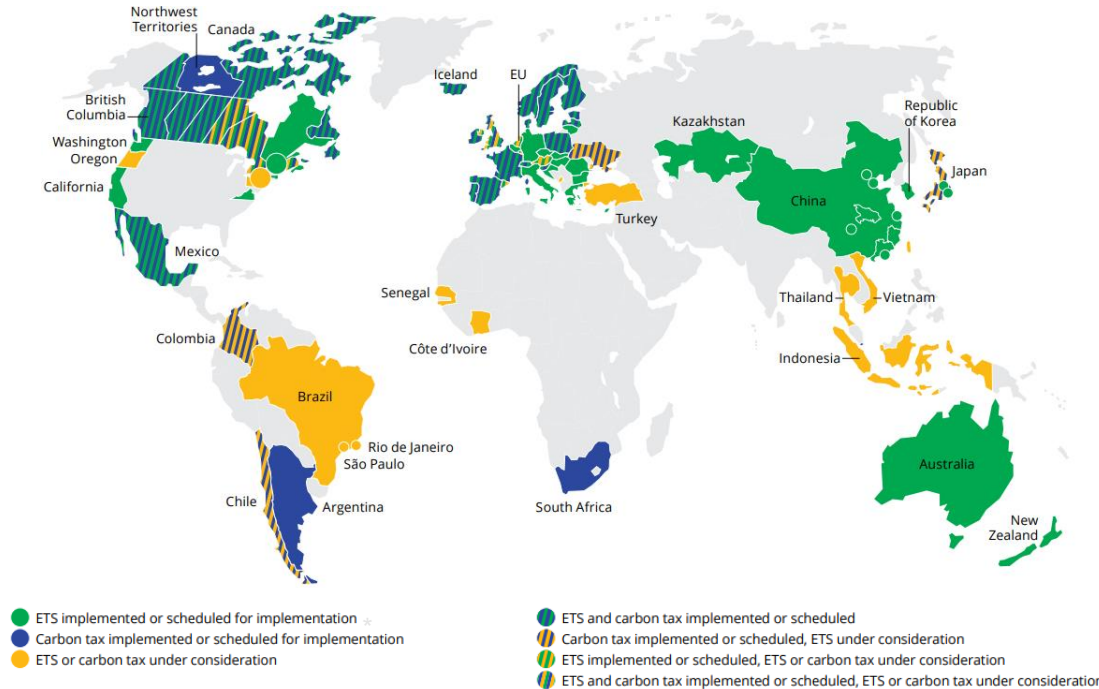 Northwest
Territories
Canada
Iceland
EU
British
Columbia
Washington
Oregon
California
Kazakhstan
Republic
of Korea
Japan
China
Turkey
Mexico
Senegal
Côte d’Ivoire
Thailand
Vietnam
Indonesia
Colombia
Brazil
Rio de Janeiro
São Paulo
Chile
Argentina
South Africa
Australia
New
Zealand
ETS implemented or scheduled for implementation *
Carbon tax implemented or scheduled for implementation
ETS or carbon tax under consideration
ETS and carbon tax implemented or scheduled
Carbon tax implemented or scheduled, ETS under consideration
ETS implemented or scheduled, ETS or carbon tax under consideration
ETS and carbon tax implemented or scheduled, ETS or carbon tax under consideration